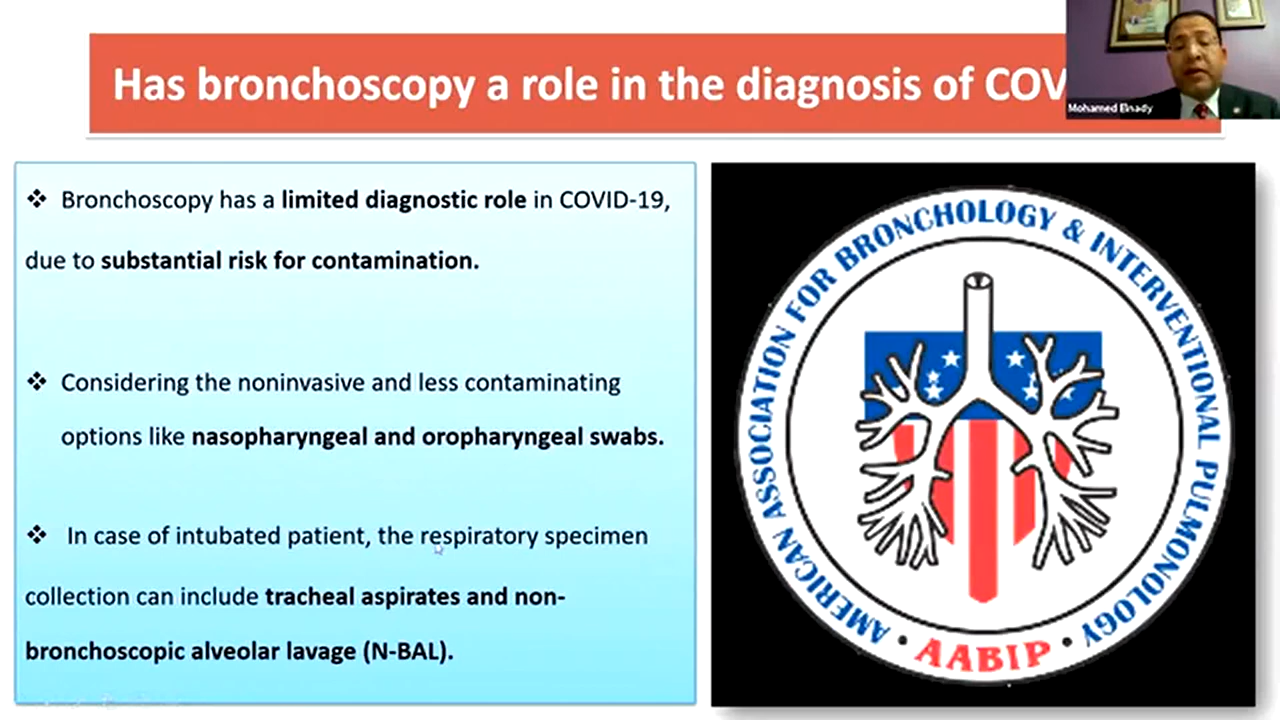 Has bronchoscopy a role in the diagnosis of COV
Mohamed Elnady
❖ Bronchoscopy has a limited diagnostic role in COVID-19,
due to substantial risk for contamination.
❖ Considering the noninvasive and less contaminating
options like nasopharyngeal and oropharyngeal swabs.
❖ In case of intubated patient, the respiratory specimen
collection can include tracheal aspirates and non-
bronchoscopic alveolar lavage (N-BAL).
AMERICAN ASSOCIATION FOR BRONCHOLOGY & INTERVENTIONAL PULMONOLOGY
• AABIP •